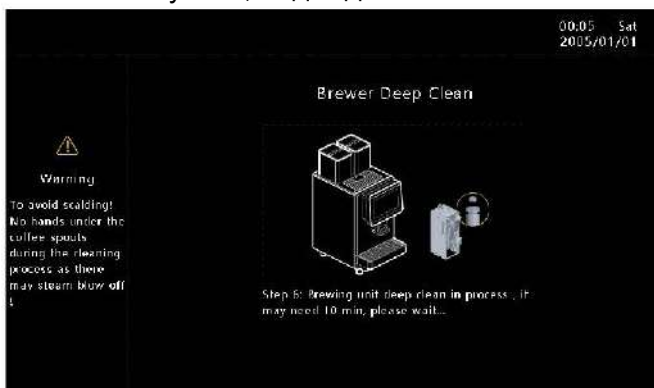 00:05 Sat
2005/01/01
Brewer Deep Clean
Warning
To avoid scalding!
No hands under the
coffee spouts
during the cleaning
process as there
may steam blow off
!
Step 6: Brewing unit deep clean in process , it
may need 10 min, please wait...